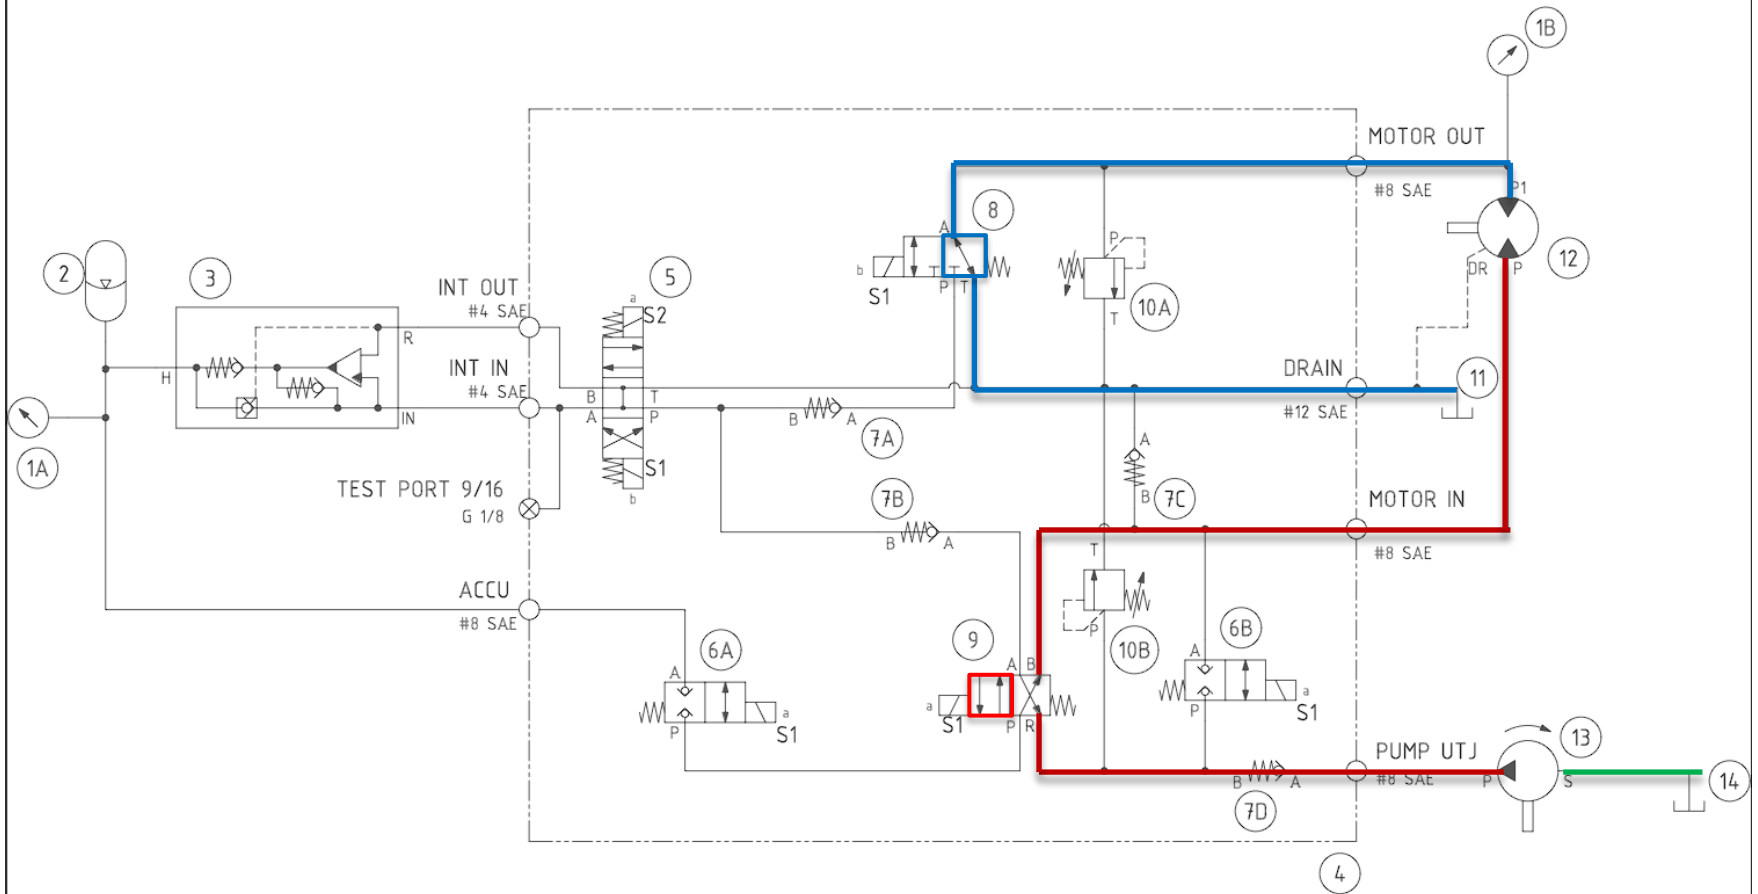 1B
MOTOR OUT
#8 SAE
P1
A
8
2
3
5
12
INT OUT
#4 SAE
a
S2
b
S1
T T
P T
P
10A
T
DR P
R
H
INT IN
#4 SAE
IN
B T
A P
DRAIN
#12 SAE
11
B A
7A
1A
S1
b
A
B
7C
TEST PORT 9/16
G 1/8
7B
B A
MOTOR IN
#8 SAE
T
ACCU
#8 SAE
6A
A
P
a
S1
9
A B
a
S1
P R
P
10B
6B
A
P
a
S1
PUMP UTJ
#8 SAE
B A
7D
P
13
S
14
4